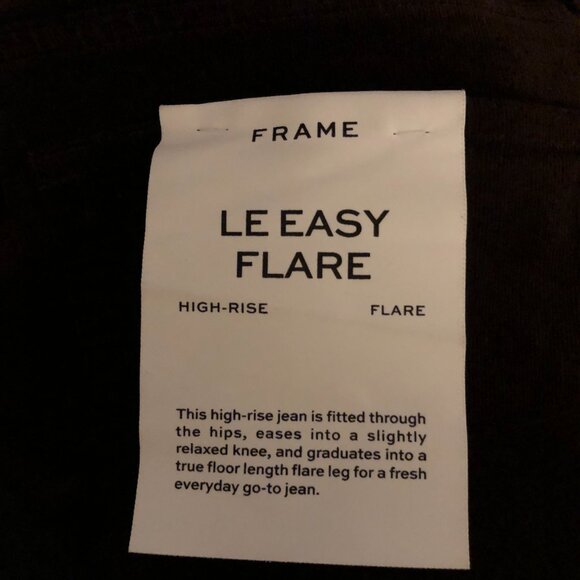 FRAME
LE EASY
FLARE
HIGH-RISE FLARE
This high-rise jean is fitted through
the hips, eases into a slightly
relaxed knee, and graduates into a
true floor length flare leg for a fresh
everyday go-to jean.